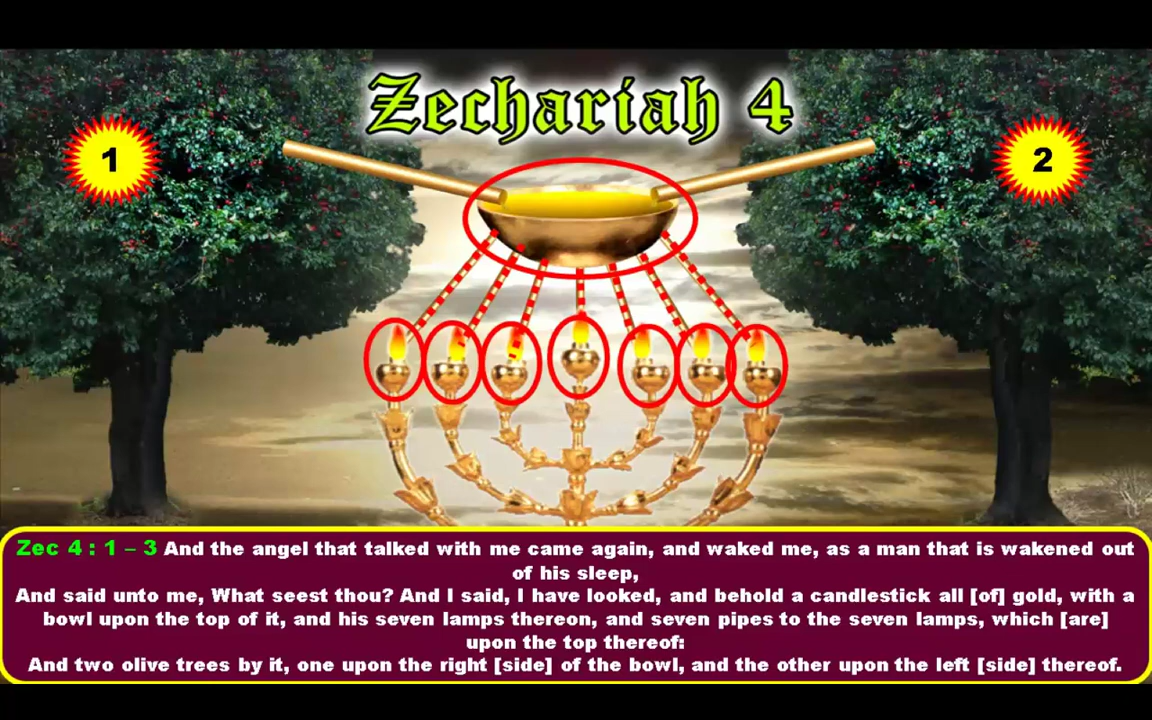 Zechariah 4
1
2
Zec 4 : 1 – 3 And the angel that talked with me came again, and waked me, as a man that is wakened out
of his sleep,
And said unto me, What seest thou? And I said, I have looked, and behold a candlestick all [of] gold, with a
bowl upon the top of it, and his seven lamps thereon, and seven pipes to the seven lamps, which [are]
upon the top thereof:
And two olive trees by it, one upon the right [side] of the bowl, and the other upon the left [side] thereof.